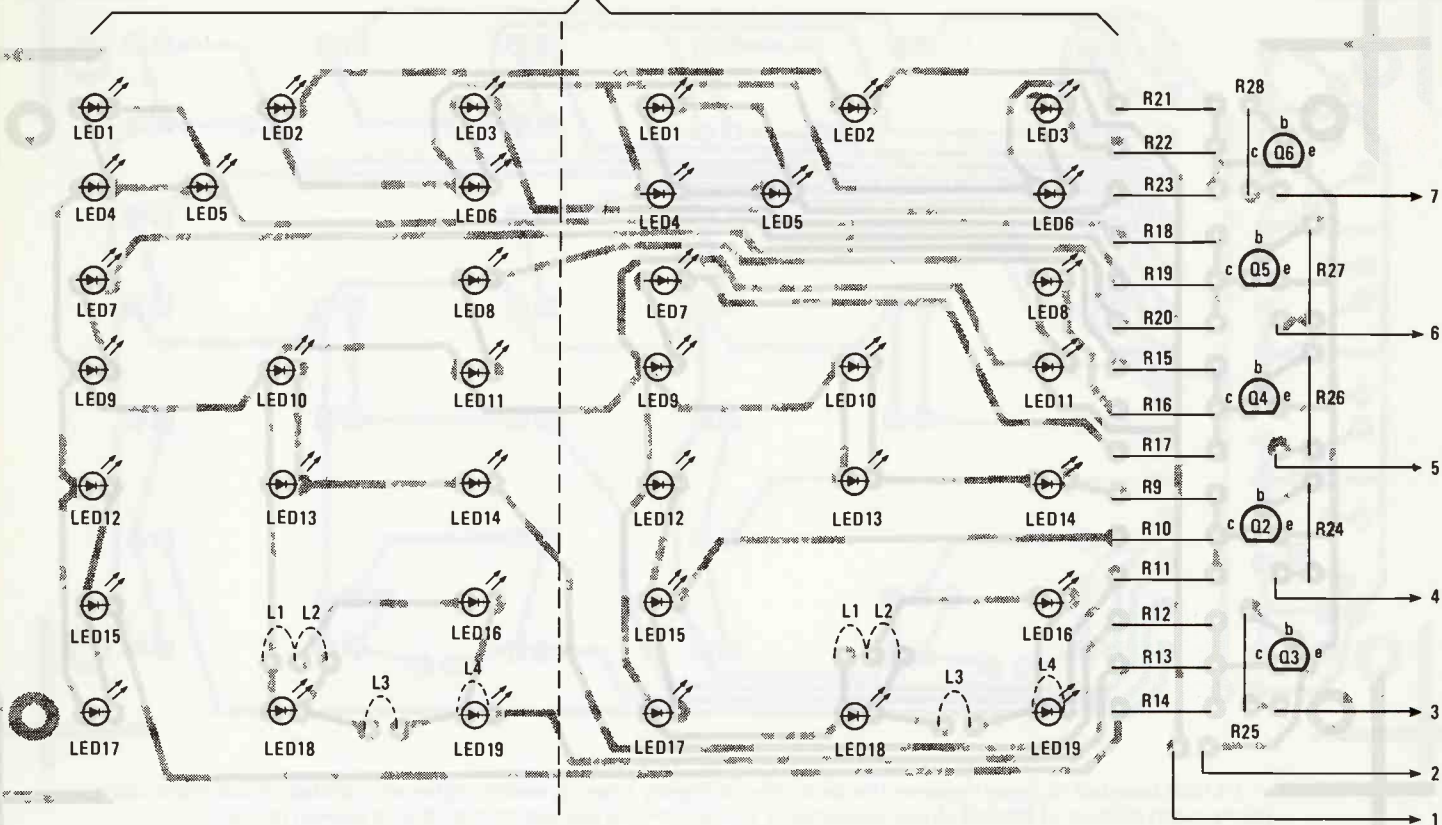 R28
LED1 LED2 LED3 LED1 LED2 LED3 R21
b
c Q6 e
R22
R23
7
LED4 LED5 LED6 LED4 LED5 LED6
R18
b
c Q5 e R27
R19
LED7 LED8 LED7 LED8
R20
6
R15
b
c Q4 e R26
LED9 LED10 LED11 LED9 LED10 LED11
R16
R17
5
R9
b
c Q2 e R24
LED12 LED13 LED14 LED12 LED13 LED14
R10
R11
4
L1 L2 L1 L2
R12
LED15 LED16 LED15 LED16
b
c Q3 e
R13
L3 L4 L3 L4
R14
3
R25
LED17 LED18 LED19 LED17 LED18 LED19
2
1